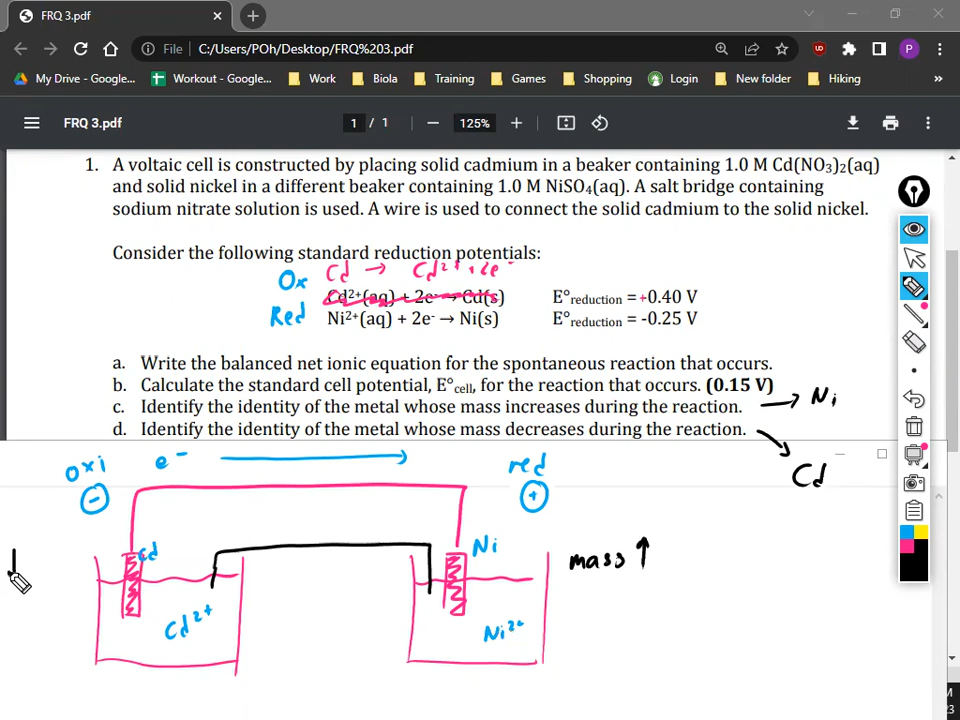 FRQ 3.pdf
File C:/Users/POh/Desktop/FRQ%203.pdf P
My Drive - Google... Workout - Google... Work Biola Training Games Shopping Login New folder Hiking »
FRQ 3.pdf 1 / 1 125%
1. A voltaic cell is constructed by placing solid cadmium in a beaker containing 1.0 M Cd(NO₃)₂(aq)
and solid nickel in a different beaker containing 1.0 M NiSO₄(aq). A salt bridge containing
sodium nitrate solution is used. A wire is used to connect the solid cadmium to the solid nickel.
Consider the following standard reduction potentials:
Ox Cd → Cd²⁺ + 2e⁻
Cd²⁺(aq) + 2e⁻ → Cd(s) E°reduction = +0.40 V
Red Ni²⁺(aq) + 2e⁻ → Ni(s) E°reduction = -0.25 V
a. Write the balanced net ionic equation for the spontaneous reaction that occurs.
b. Calculate the standard cell potential, E°cell, for the reaction that occurs. (0.15 V)
c. Identify the identity of the metal whose mass increases during the reaction. → Ni
d. Identify the identity of the metal whose mass decreases during the reaction.
Cd
oxi e⁻ → red
- +
Cd Ni mass ↑
Cd²⁺ Ni²⁺